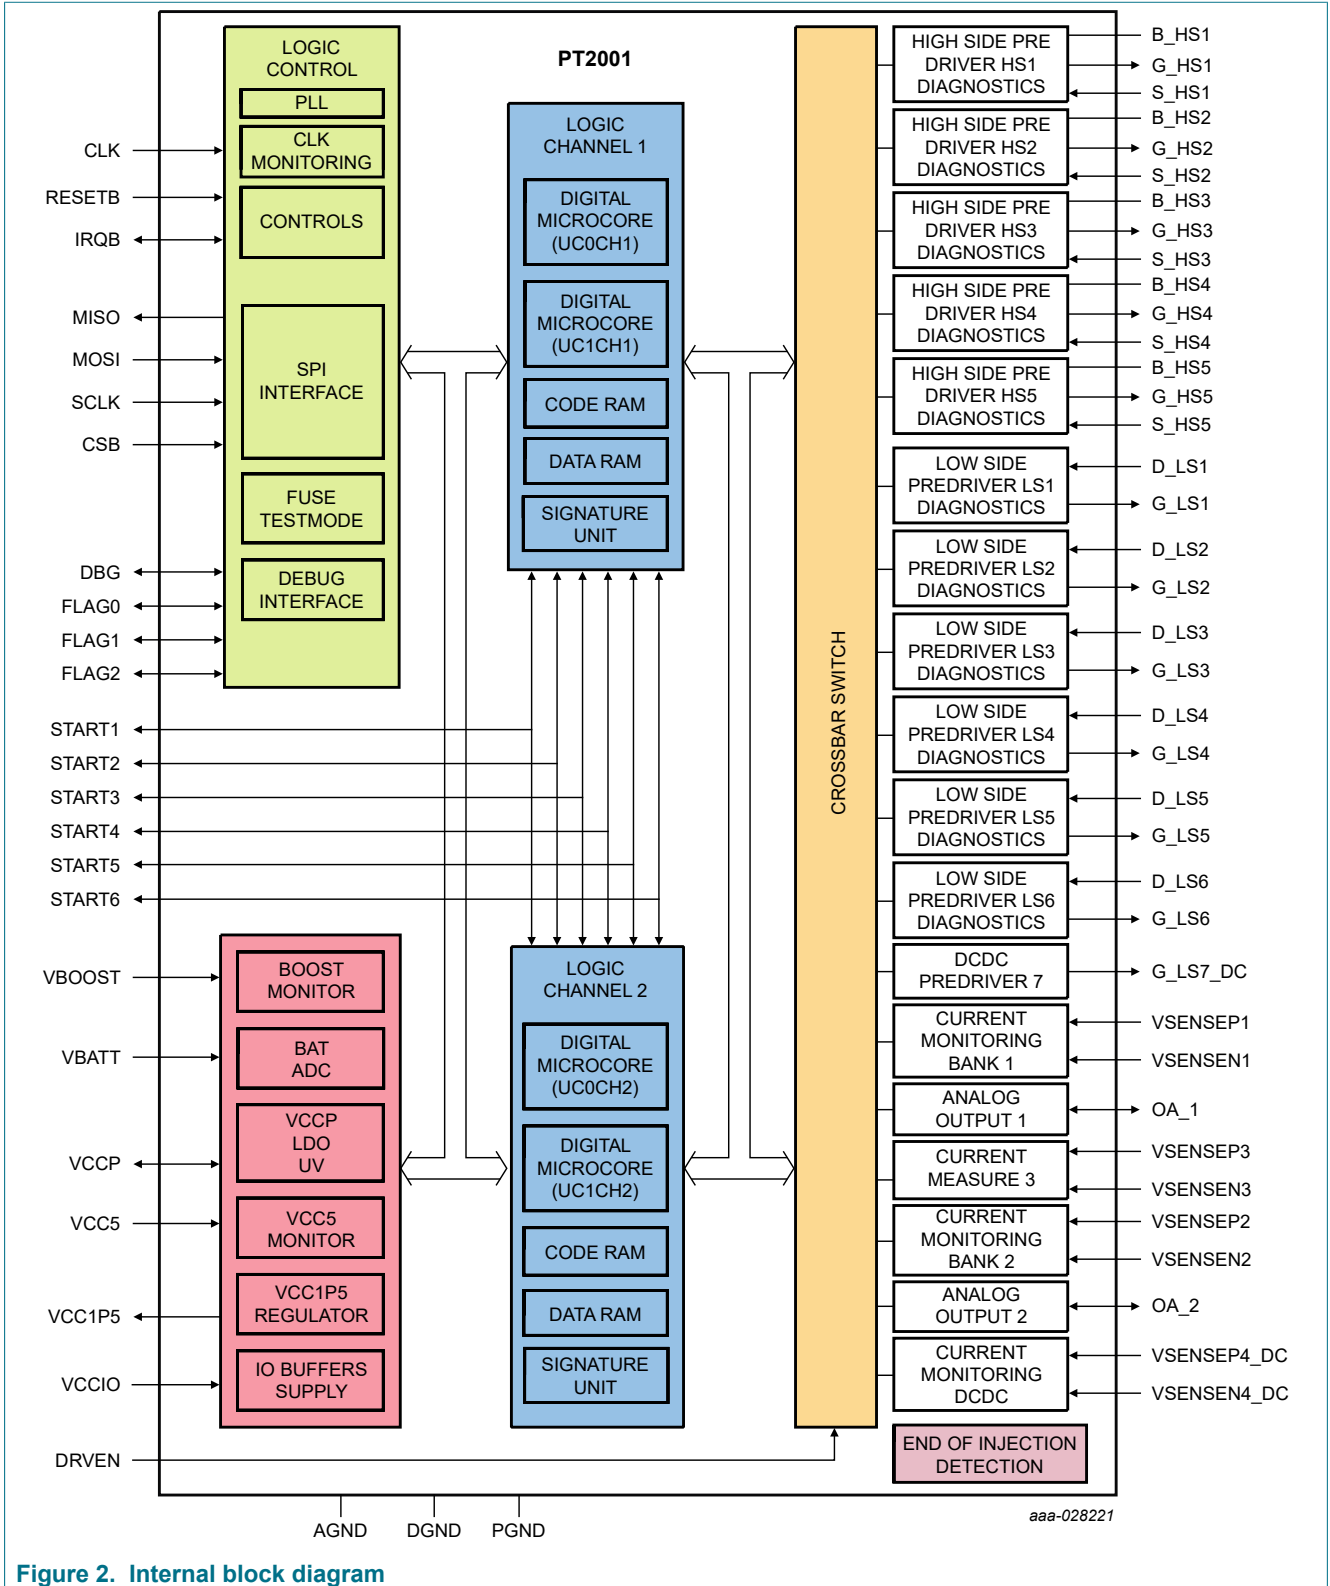 PT2001
LOGIC
CONTROL
PLL
CLK
MONITORING
CONTROLS
SPI
INTERFACE
FUSE
TESTMODE
DEBUG
INTERFACE
CLK
RESETB
IRQB
MISO
MOSI
SCLK
CSB
DBG
FLAG0
FLAG1
FLAG2
START1
START2
START3
START4
START5
START6
VBOOST
VBATT
VCCP
VCC5
VCC1P5
VCCIO
DRVEN
BOOST
MONITOR
BAT
ADC
VCCP
LDO
UV
VCC5
MONITOR
VCC1P5
REGULATOR
IO BUFFERS
SUPPLY
LOGIC
CHANNEL 1
DIGITAL
MICROCORE
(UC0CH1)
DIGITAL
MICROCORE
(UC1CH1)
CODE RAM
DATA RAM
SIGNATURE
UNIT
LOGIC
CHANNEL 2
DIGITAL
MICROCORE
(UC0CH2)
DIGITAL
MICROCORE
(UC1CH2)
CODE RAM
DATA RAM
SIGNATURE
UNIT
CROSSBAR SWITCH
HIGH SIDE PRE
DRIVER HS1
DIAGNOSTICS
HIGH SIDE PRE
DRIVER HS2
DIAGNOSTICS
HIGH SIDE PRE
DRIVER HS3
DIAGNOSTICS
HIGH SIDE PRE
DRIVER HS4
DIAGNOSTICS
HIGH SIDE PRE
DRIVER HS5
DIAGNOSTICS
LOW SIDE
PREDRIVER LS1
DIAGNOSTICS
LOW SIDE
PREDRIVER LS2
DIAGNOSTICS
LOW SIDE
PREDRIVER LS3
DIAGNOSTICS
LOW SIDE
PREDRIVER LS4
DIAGNOSTICS
LOW SIDE
PREDRIVER LS5
DIAGNOSTICS
LOW SIDE
PREDRIVER LS6
DIAGNOSTICS
DCDC
PREDRIVER 7
CURRENT
MONITORING
BANK 1
ANALOG
OUTPUT 1
CURRENT
MEASURE 3
CURRENT
MONITORING
BANK 2
ANALOG
OUTPUT 2
CURRENT
MONITORING
DCDC
END OF INJECTION
DETECTION
B_HS1
G_HS1
S_HS1
B_HS2
G_HS2
S_HS2
B_HS3
G_HS3
S_HS3
B_HS4
G_HS4
S_HS4
B_HS5
G_HS5
S_HS5
D_LS1
G_LS1
D_LS2
G_LS2
D_LS3
G_LS3
D_LS4
G_LS4
D_LS5
G_LS5
D_LS6
G_LS6
G_LS7_DC
VSENSEP1
VSENSEN1
OA_1
VSENSEP3
VSENSEN3
VSENSEP2
VSENSEN2
OA_2
VSENSEP4_DC
VSENSEN4_DC
AGND
DGND
PGND
aaa-028221
Figure 2. Internal block diagram